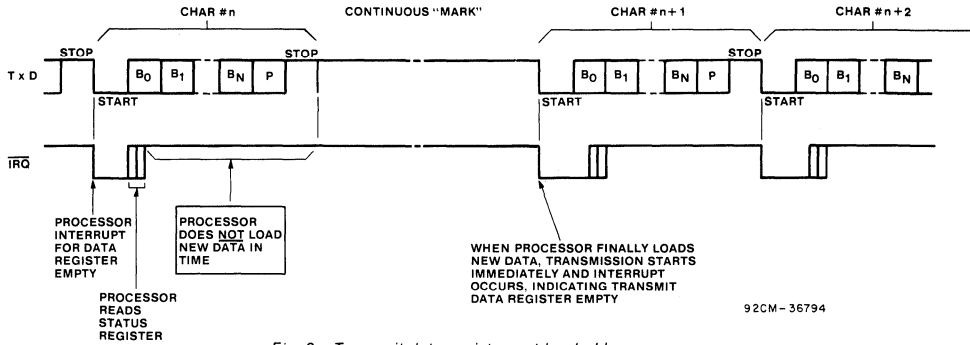 CHAR #n
CONTINUOUS "MARK"
CHAR #n+1
CHAR #n+2
STOP
STOP
STOP
T x D
B0
B1
BN
P
B0
B1
BN
P
B0
B1
BN
START
START
START
IRQ
PROCESSOR
INTERRUPT
FOR DATA
REGISTER
EMPTY
PROCESSOR
DOES NOT LOAD
NEW DATA IN
TIME
WHEN PROCESSOR FINALLY LOADS
NEW DATA, TRANSMISSION STARTS
IMMEDIATELY AND INTERRUPT
OCCURS, INDICATING TRANSMIT
DATA REGISTER EMPTY
PROCESSOR
READS
STATUS
REGISTER
92CM-36794